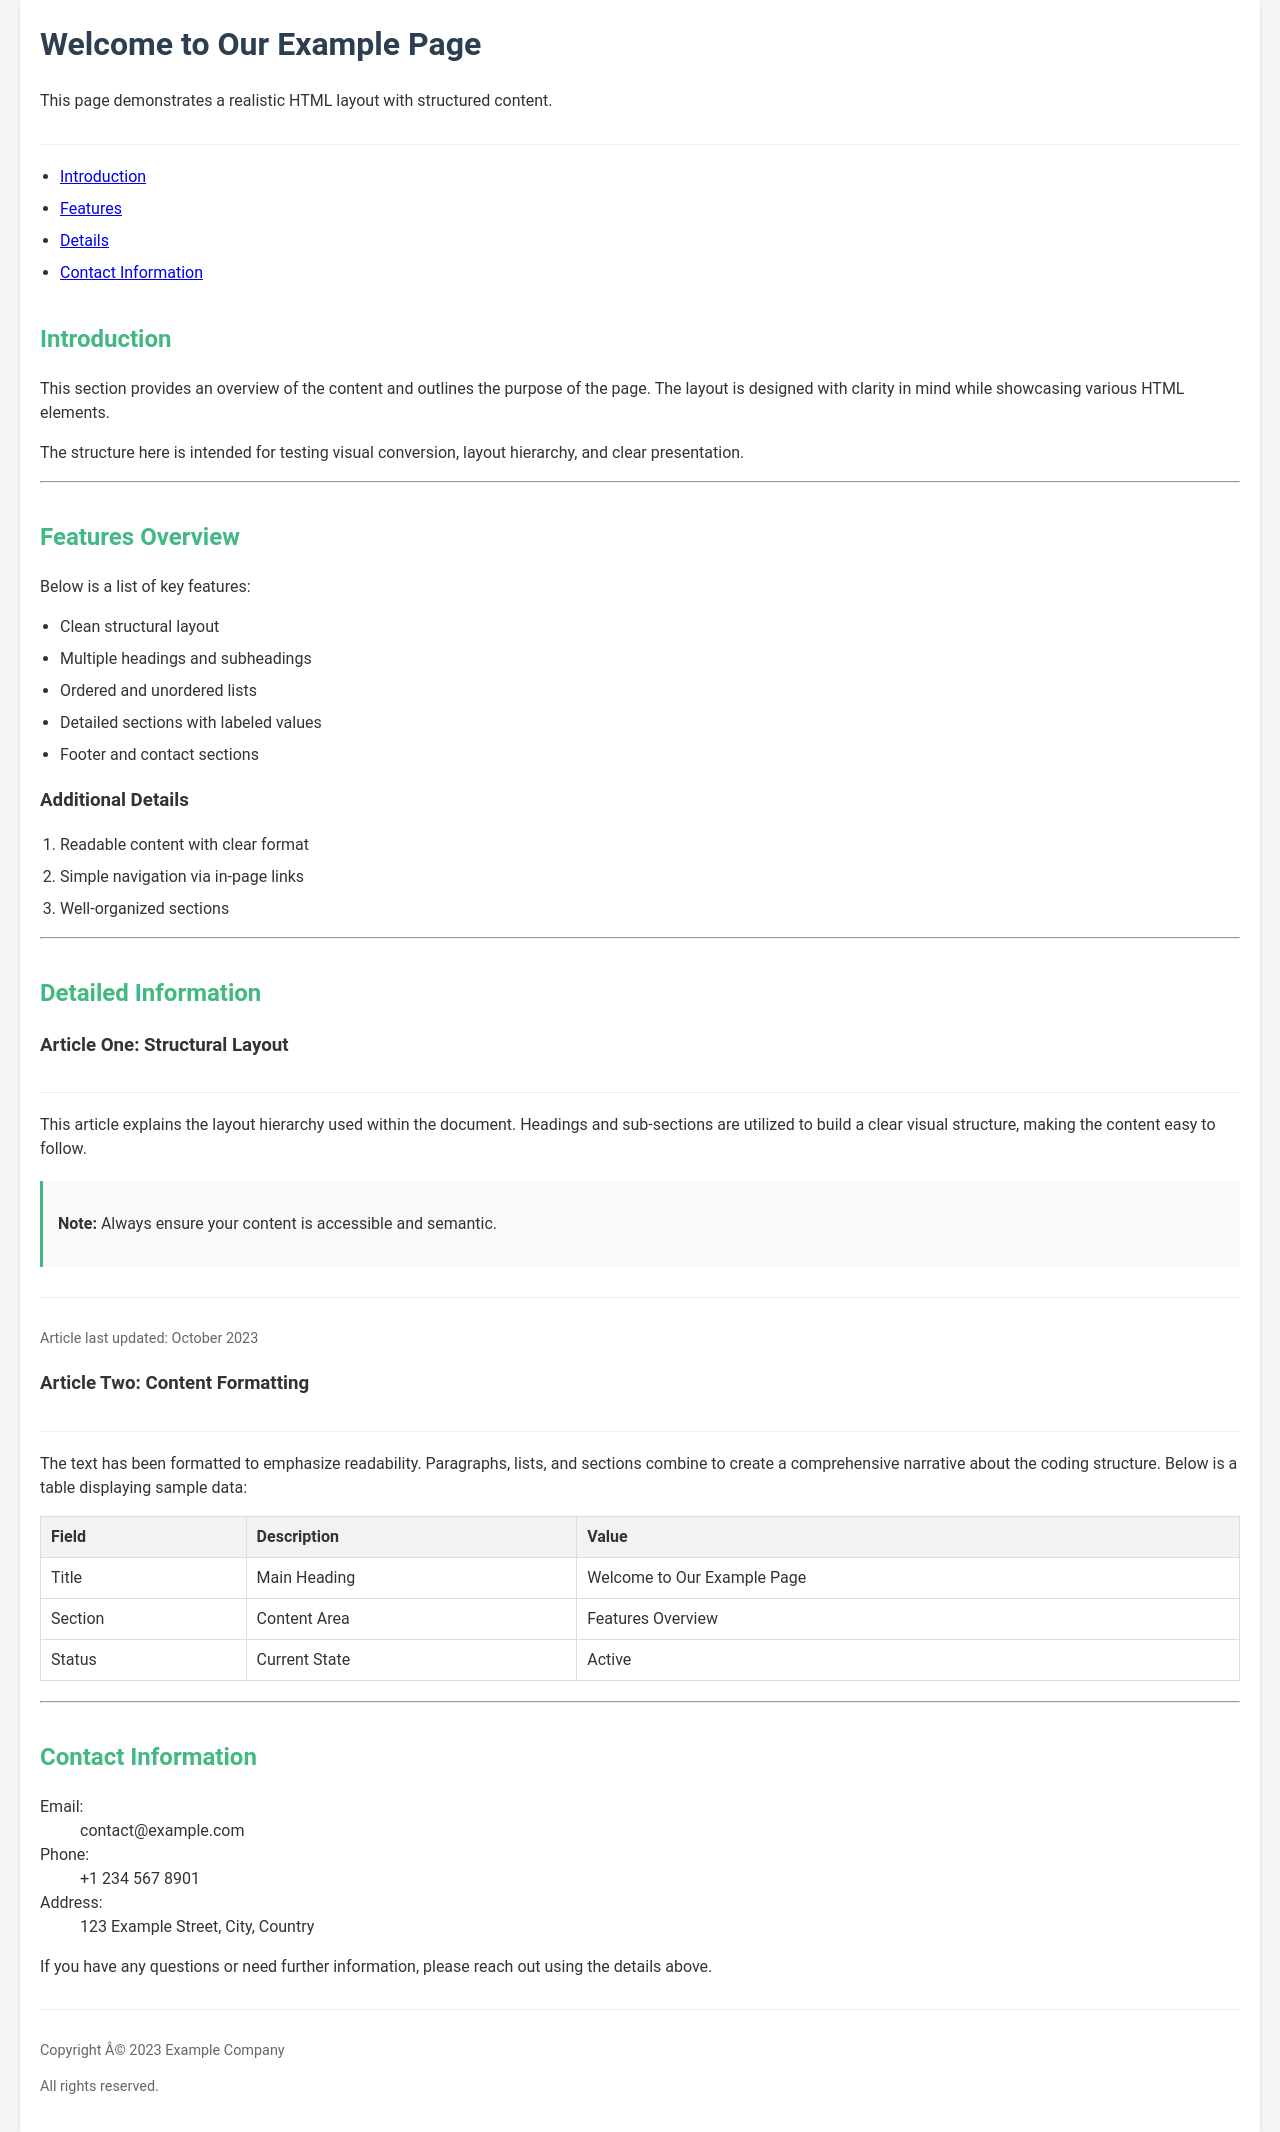 Welcome to Our Example Page
This page demonstrates a realistic HTML layout with structured content.
• Introduction
• Features
• Details
• Contact Information
Introduction
This section provides an overview of the content and outlines the purpose of the page. The layout is designed with clarity in mind while showcasing various HTML
elements.
The structure here is intended for testing visual conversion, layout hierarchy, and clear presentation.
Features Overview
Below is a list of key features:
• Clean structural layout
• Multiple headings and subheadings
• Ordered and unordered lists
• Detailed sections with labeled values
• Footer and contact sections
Additional Details
1. Readable content with clear format
2. Simple navigation via in-page links
3. Well-organized sections
Detailed Information
Article One: Structural Layout
This article explains the layout hierarchy used within the document. Headings and sub-sections are utilized to build a clear visual structure, making the content easy to
follow.
Note: Always ensure your content is accessible and semantic.
Article last updated: October 2023
Article Two: Content Formatting
The text has been formatted to emphasize readability. Paragraphs, lists, and sections combine to create a comprehensive narrative about the coding structure. Below is a
table displaying sample data:
Field Description Value
Title Main Heading Welcome to Our Example Page
Section Content Area Features Overview
Status Current State Active
Contact Information
Email:
contact@example.com
Phone:
+1 234 567 8901
Address:
123 Example Street, City, Country
If you have any questions or need further information, please reach out using the details above.
Copyright Â© 2023 Example Company
All rights reserved.